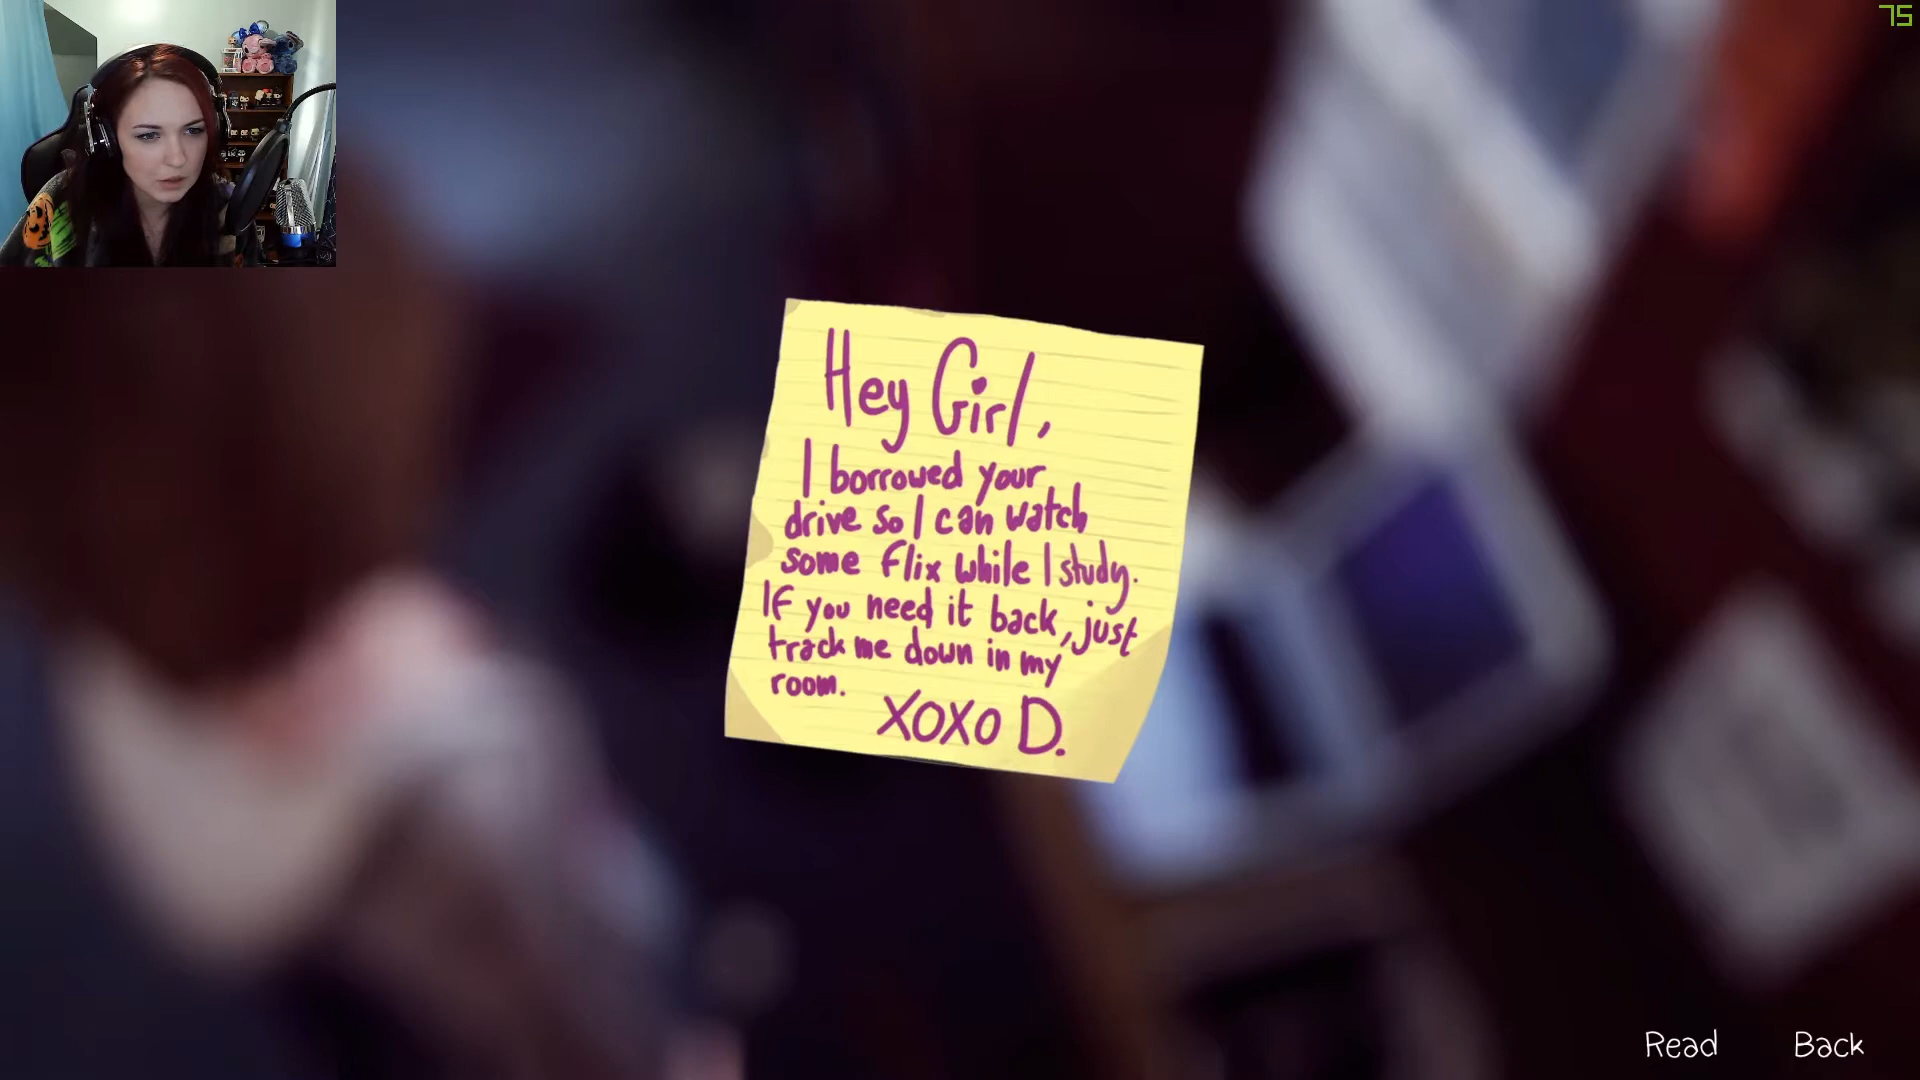 75
Hey Girl,
I borrowed your
drive so I can watch
some flix while I study.
If you need it back, just
track me down in my
room.
XOXO D.
Read Back